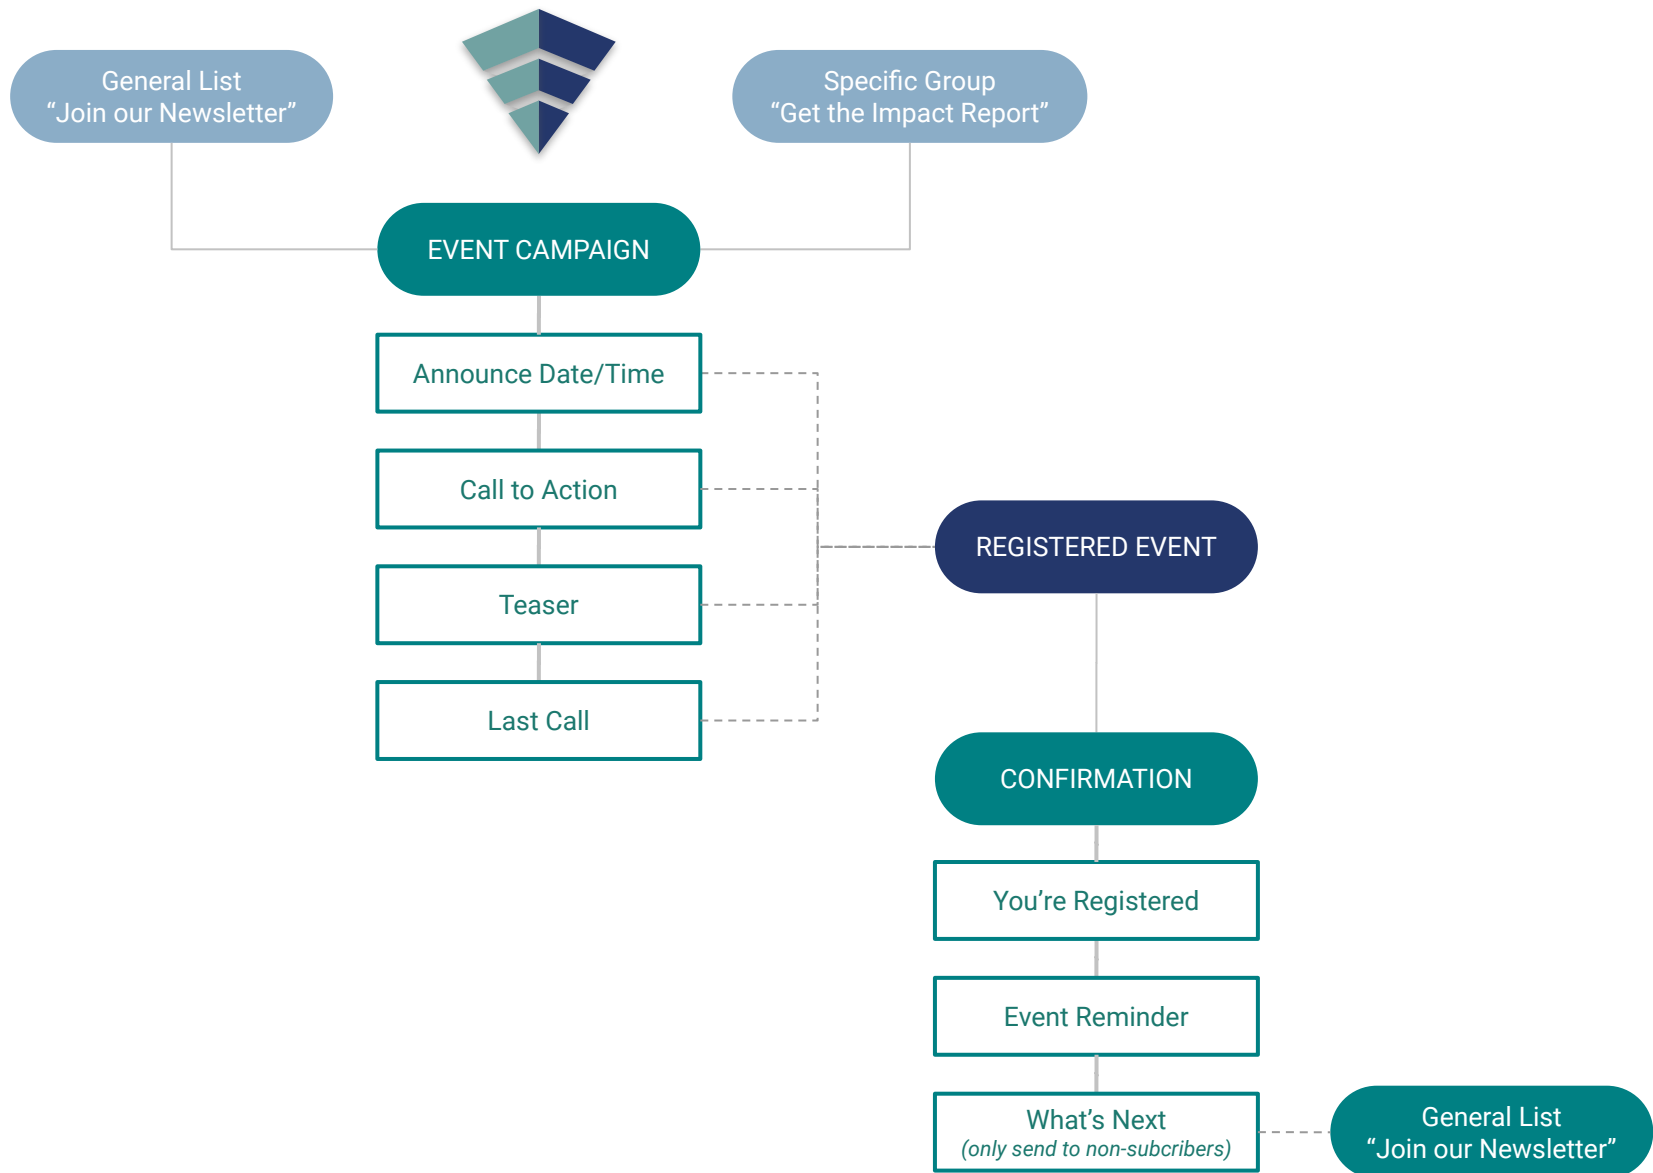 General List
“Join our Newsletter”
Specific Group
“Get the Impact Report”
EVENT CAMPAIGN
Announce Date/Time
Call to Action
Teaser
Last Call
REGISTERED EVENT
CONFIRMATION
You’re Registered
Event Reminder
What’s Next
(only send to non-subcribers)
General List
“Join our Newsletter”